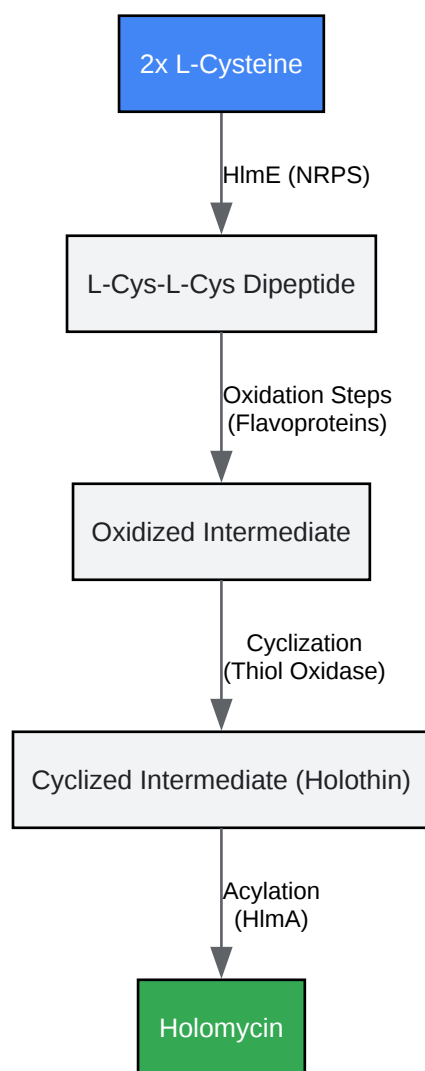 2x L-Cysteine
HlmE (NRPS)
L-Cys-L-Cys Dipeptide
Oxidation Steps
(Flavoproteins)
Oxidized Intermediate
Cyclization
(Thiol Oxidase)
Cyclized Intermediate (Holothin)
Acylation
(HlmA)
Holomycin